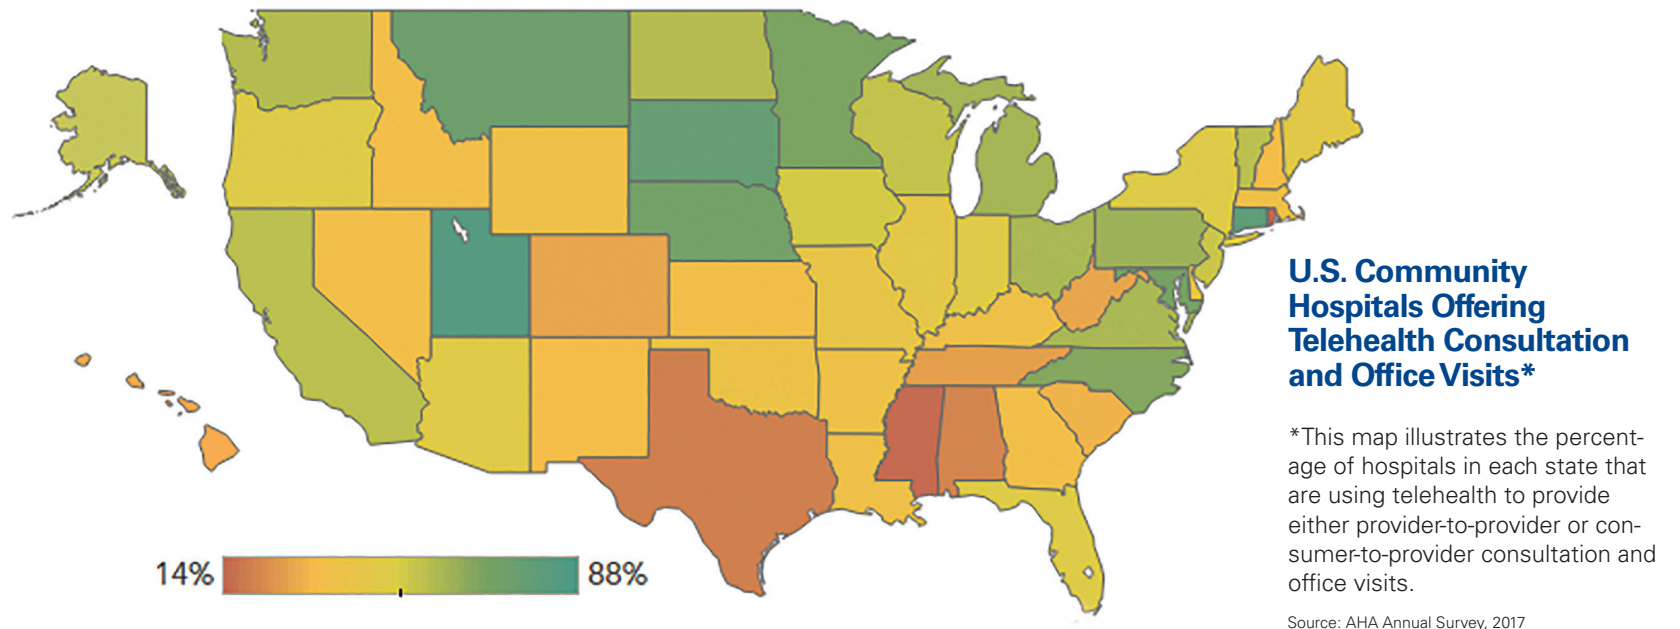 U.S. Community
Hospitals Offering
Telehealth Consultation
and Office Visits*
*This map illustrates the percent-
age of hospitals in each state that
are using telehealth to provide
either provider-to-provider or con-
sumer-to-provider consultation and
office visits.
14% 88%
Source: AHA Annual Survey, 2017